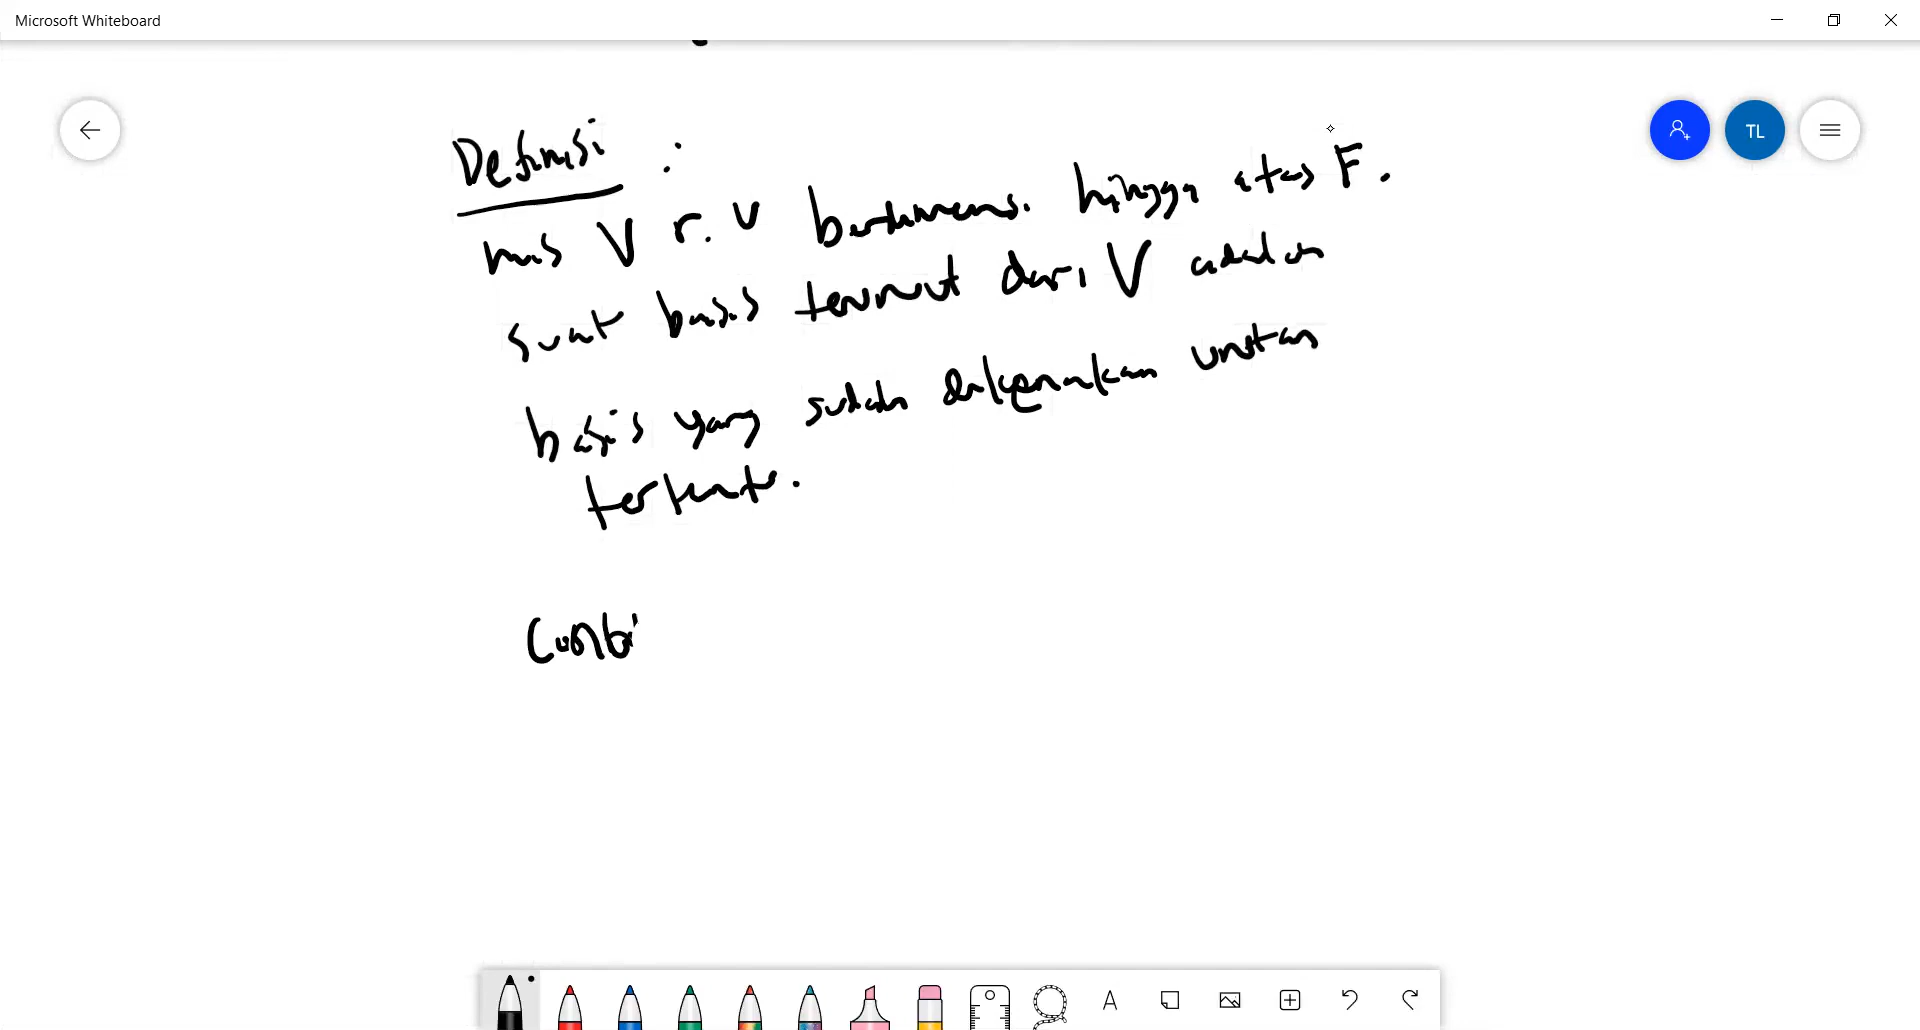 Microsoft Whiteboard
TL
Definisi :
mis V r. v berdimensi hingga atas F.
suat basis terurut dari V adalah
basis yang sudah dikenakan urutan
tertentu.
Contoh